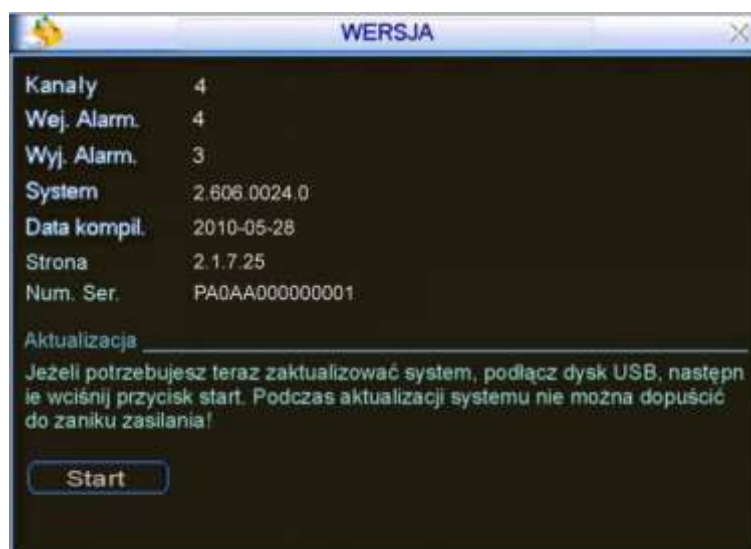 WERSJA
Kanały 4
Wej. Alarm. 4
Wyj. Alarm. 3
System 2.606.0024.0
Data kompil. 2010-05-28
Strona 2.1.7.25
Num. Ser. PA0AA000000001
Aktualizacja
Jeżeli potrzebujesz teraz zaktualizować system, podłącz dysk USB, następn
ie wciśnij przycisk start. Podczas aktualizacji systemu nie można dopuścić
do zaniku zasilania!
Start